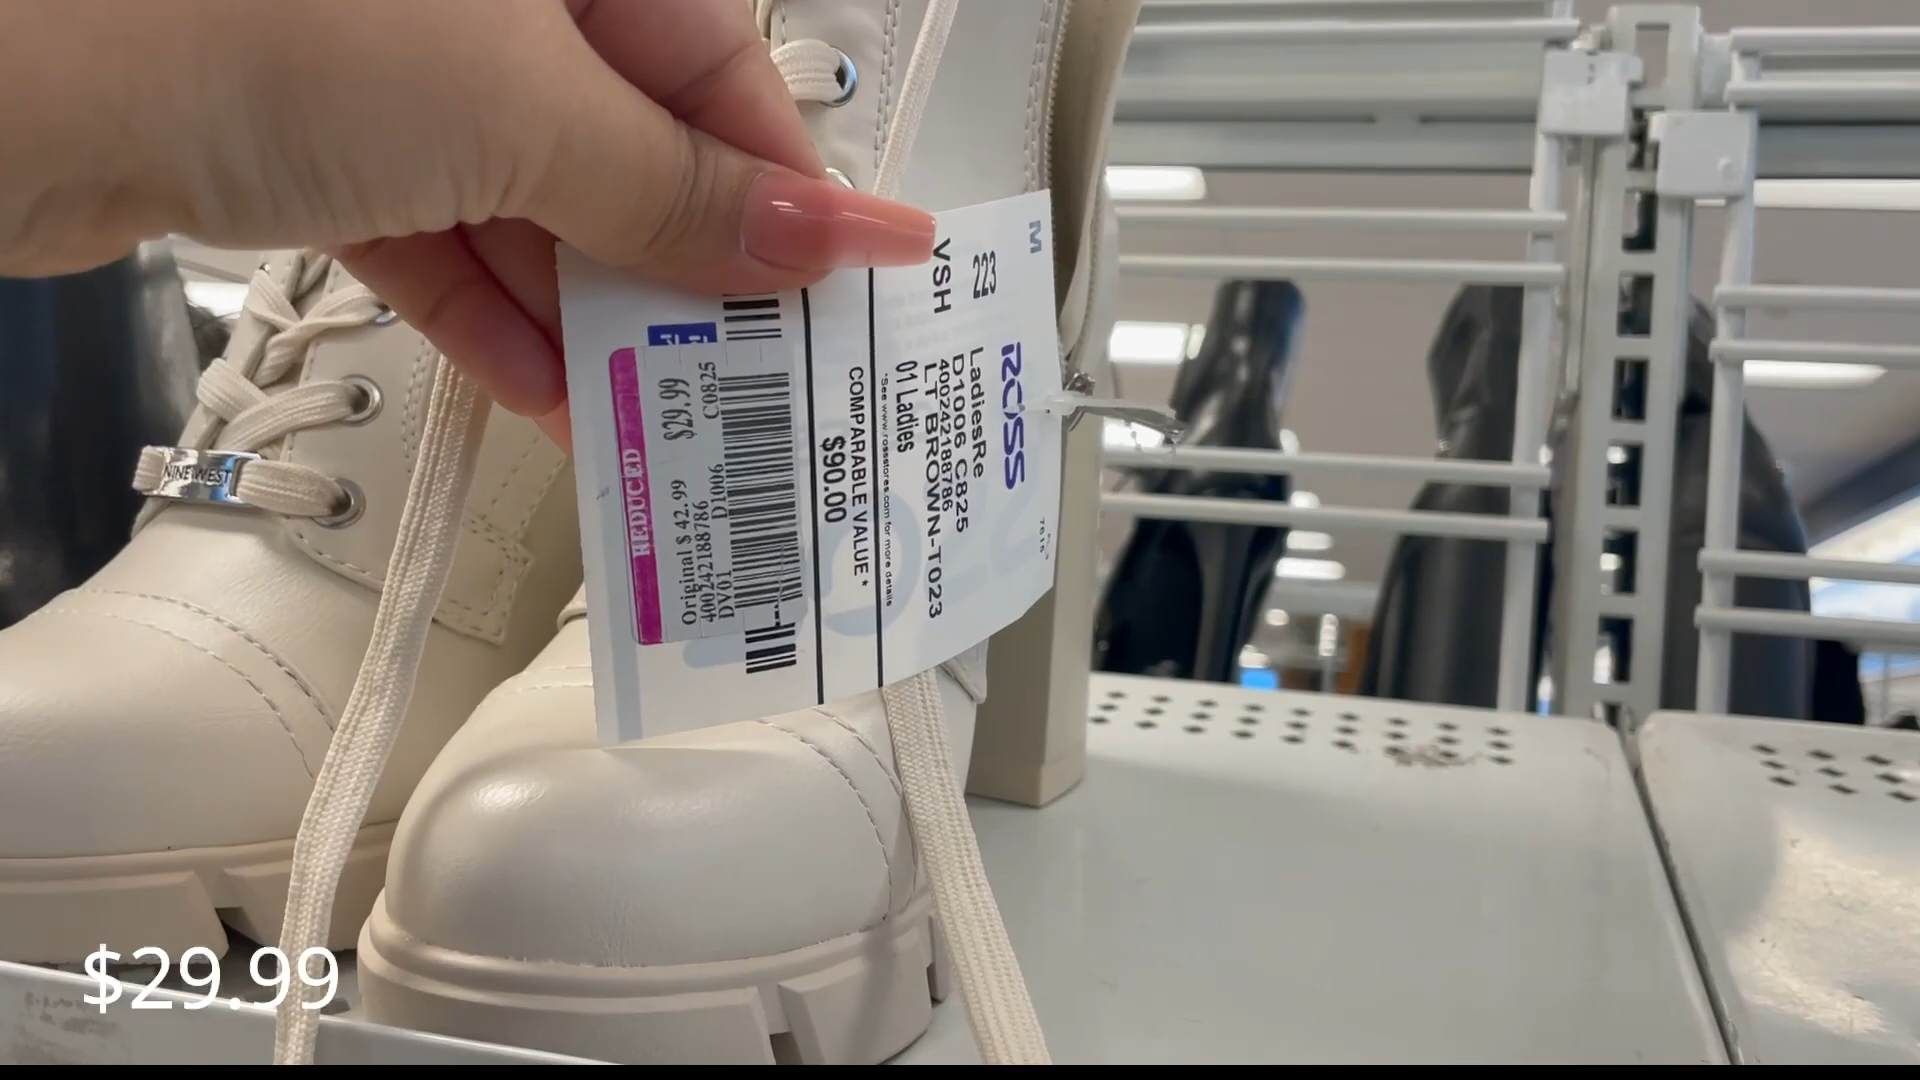 NINE WEST
M
223
VSH
ROSS
LadiesRe
D1006 C825
400242188786
LT BROWN-T023
01 Ladies
*See www.rossstores.com for more details
COMPARABLE VALUE *
$90.00
REDUCED
$29.99 C0825
Original $ 42.99
400242188786
DV01 D1006
$29.99